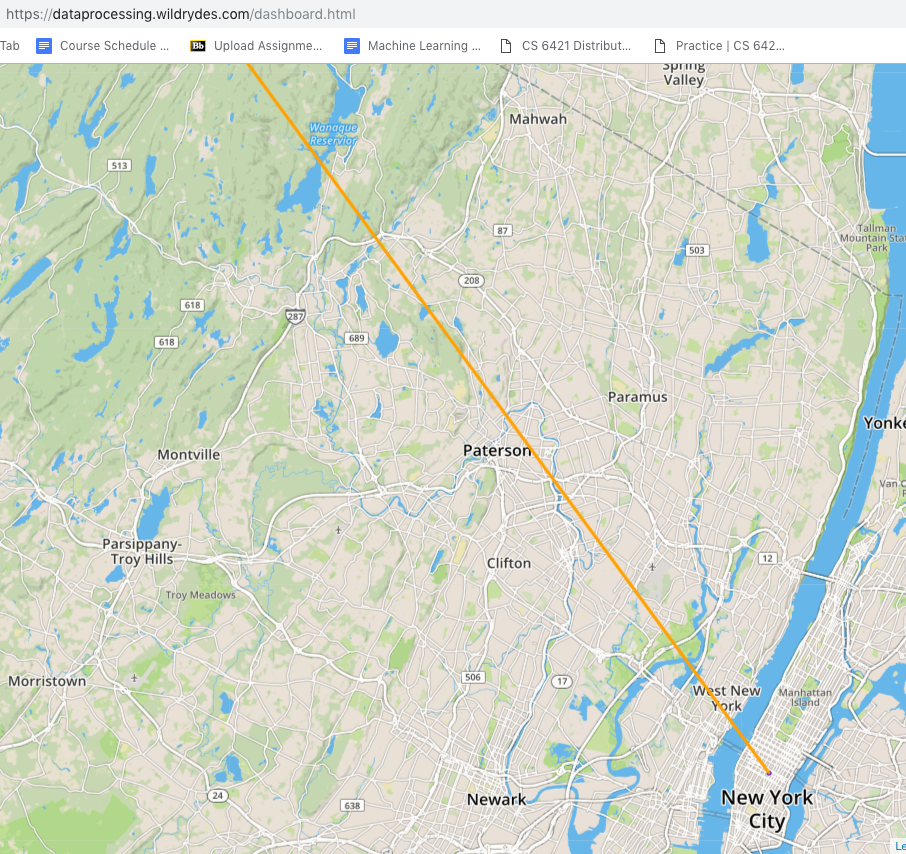 https://dataprocessing.wildrydes.com/dashboard.html
Tab
Course Schedule ...
Bb
Upload Assignme...
Machine Learning ...
CS 6421 Distribut...
Practice | CS 642...
Spring
Valley
Mahwah
Wanaque
Reservior
513
87
503
Tallman
Mountain Stat
Park
208
618
287
618
689
Paramus
Yonke
Montville
Paterson
Van C
P
Parsippany-
Troy Hills
12
Clifton
Troy Meadows
Morristown
506
17
West New
York
Manhattan
Island
24
638
Newark
New York
City
Le